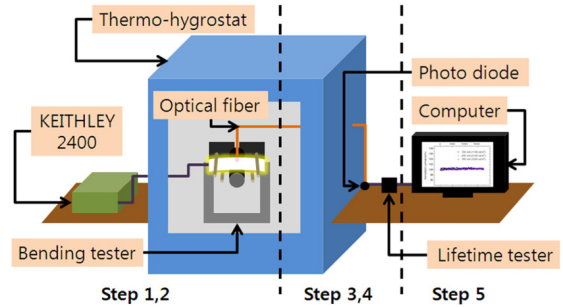 Thermo-hygrostat
Photo diode
Optical fiber
Computer
KEITHLEY
2400
Bending tester
Lifetime tester
Step 1,2
Step 3,4
Step 5